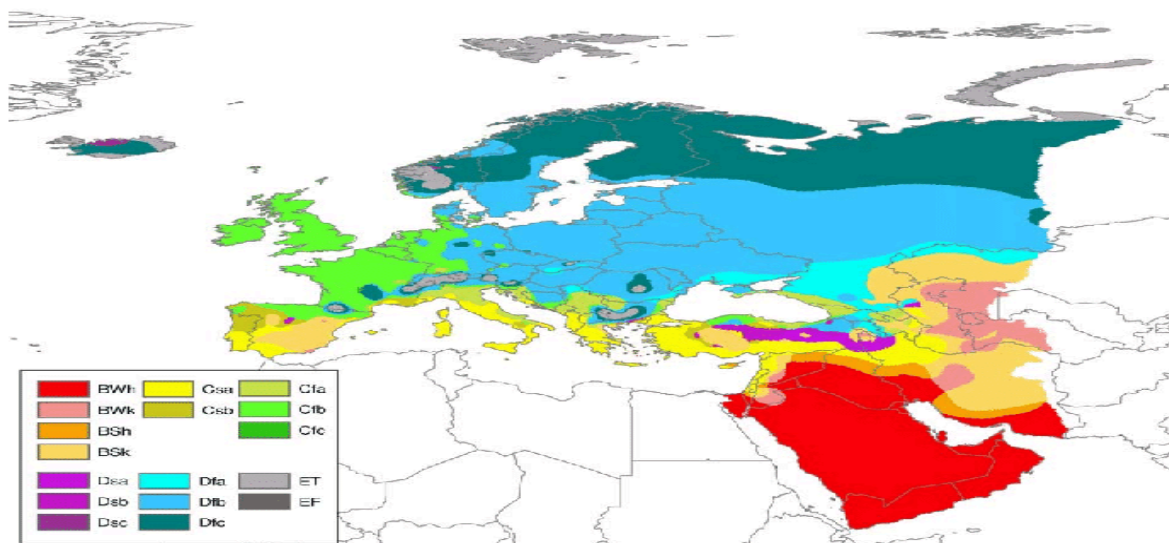 BWh Csa Cfa
BWk Csb Cfb
BSh Cfc
BSk
Dsa Dfa ET
Dsb Dfb EF
Dsc Dfc